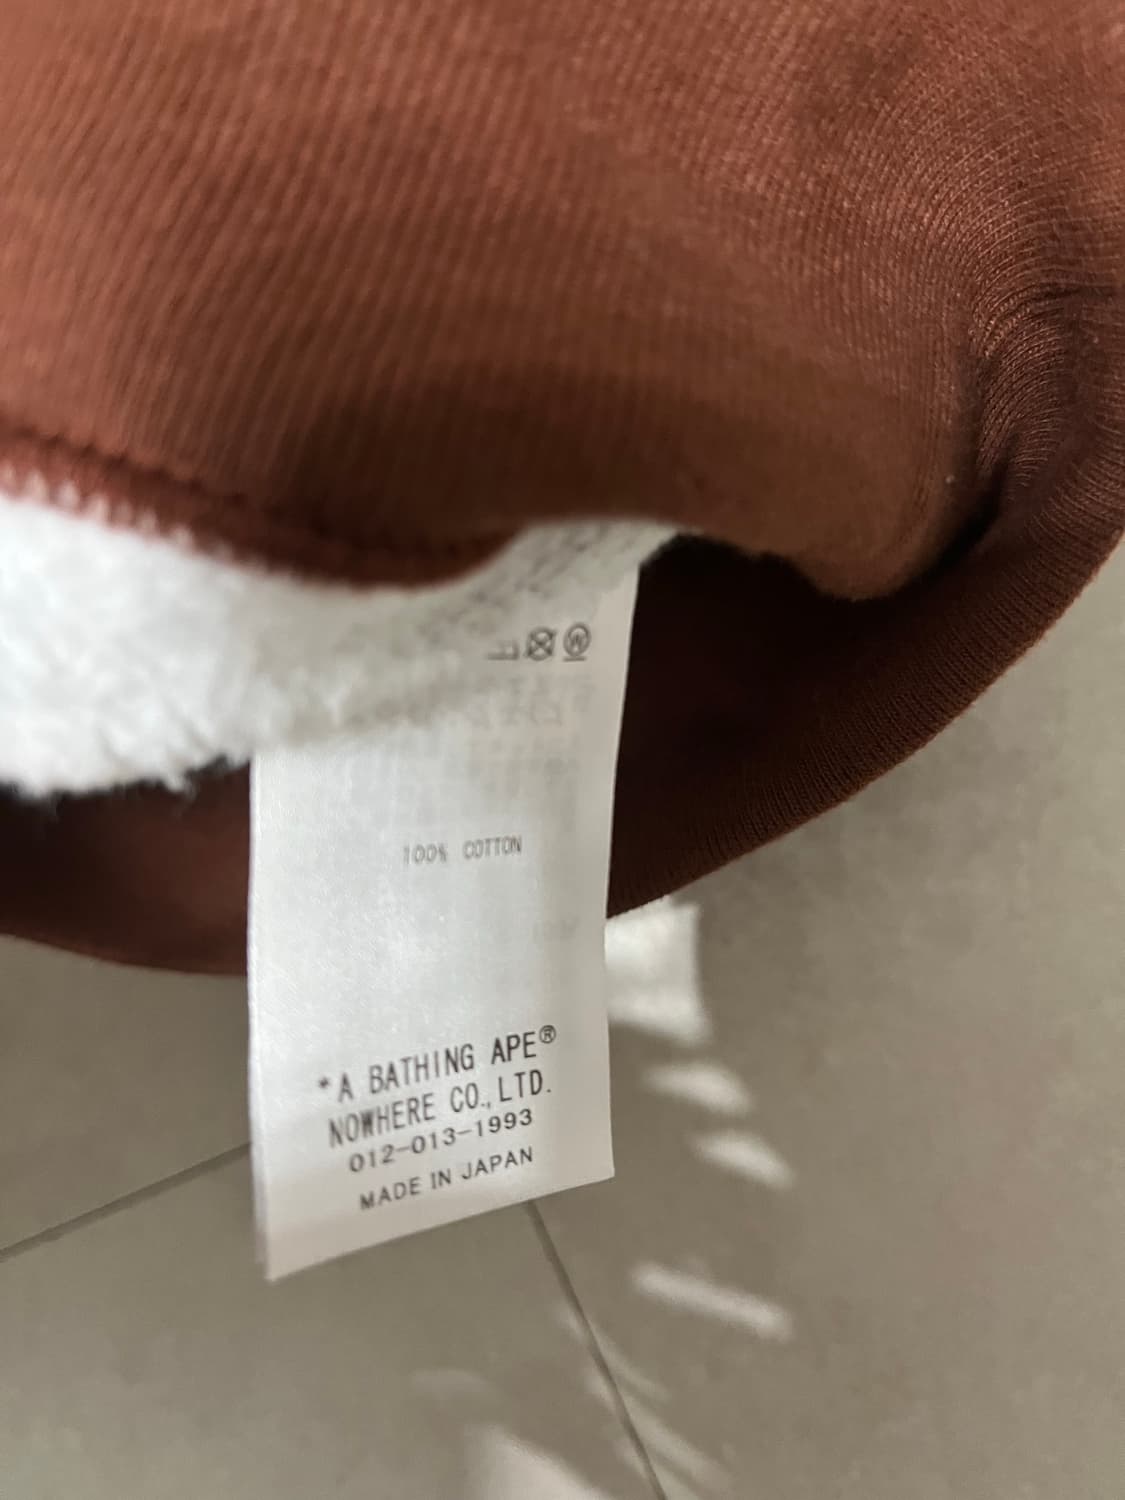 100% COTTON
*A BATHING APE®
NOWHERE CO., LTD.
012-013-1993
MADE IN JAPAN